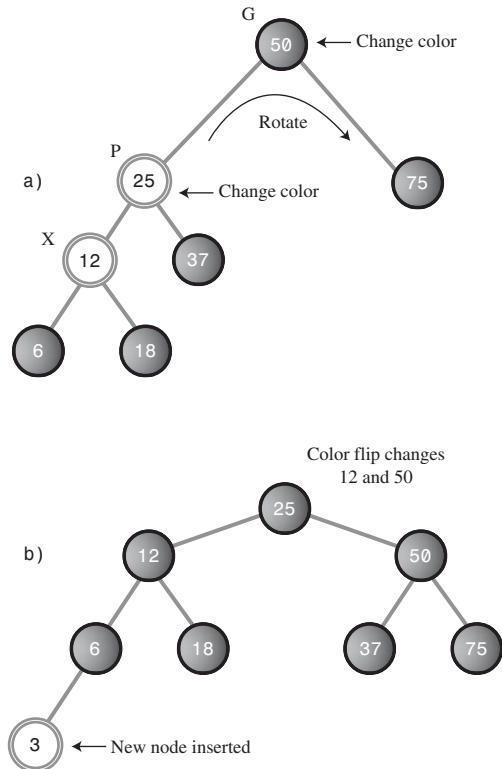 G
50
Change color
Rotate
P
a)
25
Change color
75
X
12
37
6
18
Color flip changes
12 and 50
25
b)
12
50
6
18
37
75
3
New node inserted